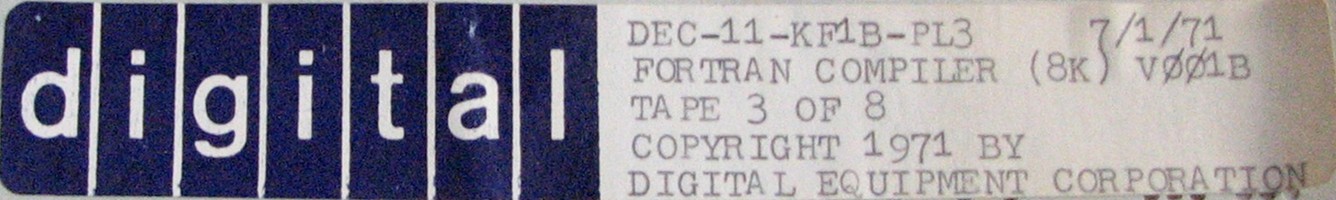 digital
DEC-11-KF1B-PL3 7/1/71
FORTRAN COMPILER (8K) VØØ1B
TAPE 3 OF 8
COPYRIGHT 1971 BY
DIGITAL EQUIPMENT CORPORATION